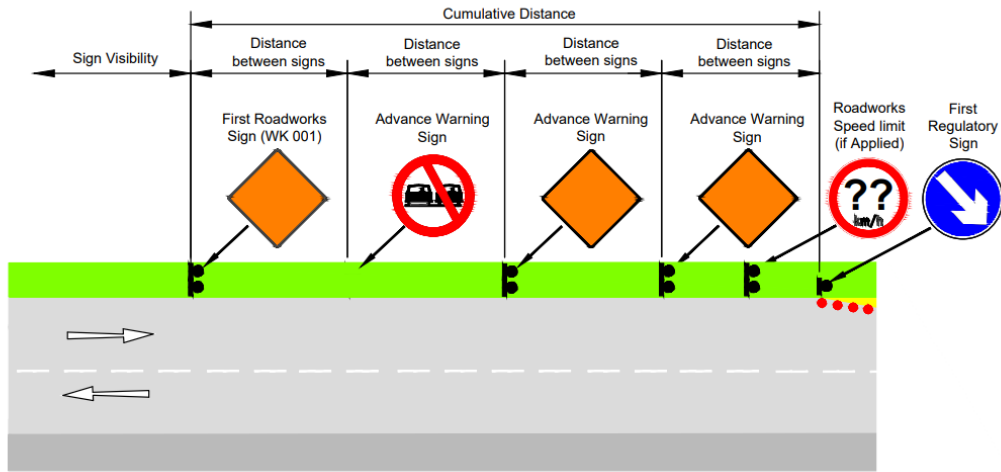 Cumulative Distance
Sign Visibility
Distance
between signs
Distance
between signs
Distance
between signs
Distance
between signs
First Roadworks
Sign (WK 001)
Advance Warning
Sign
Advance Warning
Sign
Advance Warning
Sign
Roadworks
Speed limit
(if Applied)
First
Regulatory
Sign
??
km/h